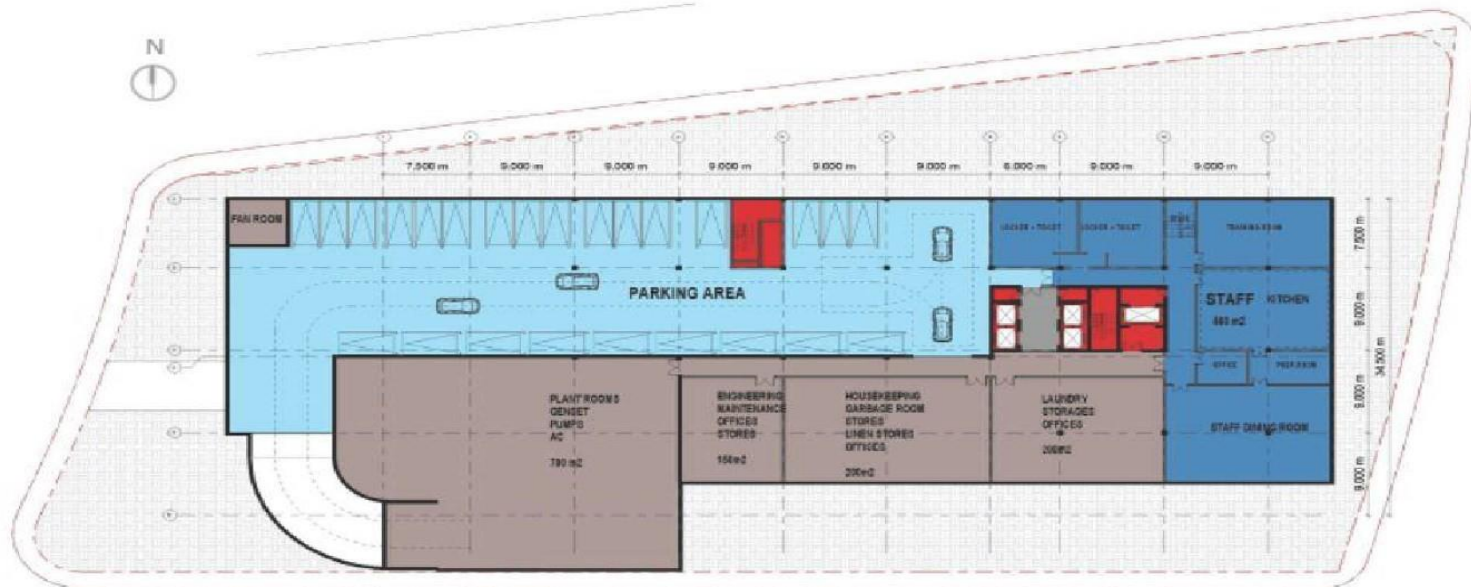 N
7.500 m
9.000 m
9.000 m
9.000 m
9.000 m
9.000 m
6.000 m
9.000 m
9.000 m
FAN ROOM
LOCKER + TOILET
LOCKER + TOILET
TRAINING ROOM
7.500 m
PARKING AREA
STAFF KITCHEN
9.000 m
34.500 m
OFFICE
PLANT ROOMS
GENSET
PUMPS
AC
700 m2
ENGINEERING
MAINTENANCE
OFFICES
STORES
150m2
HOUSEKEEPING
GARBAGE ROOM
STORES
LINEN STORES
OFFICES
200m2
LAUNDRY
STORAGES
OFFICES
200m2
STAFF DINING ROOM
9.000 m
9.000 m